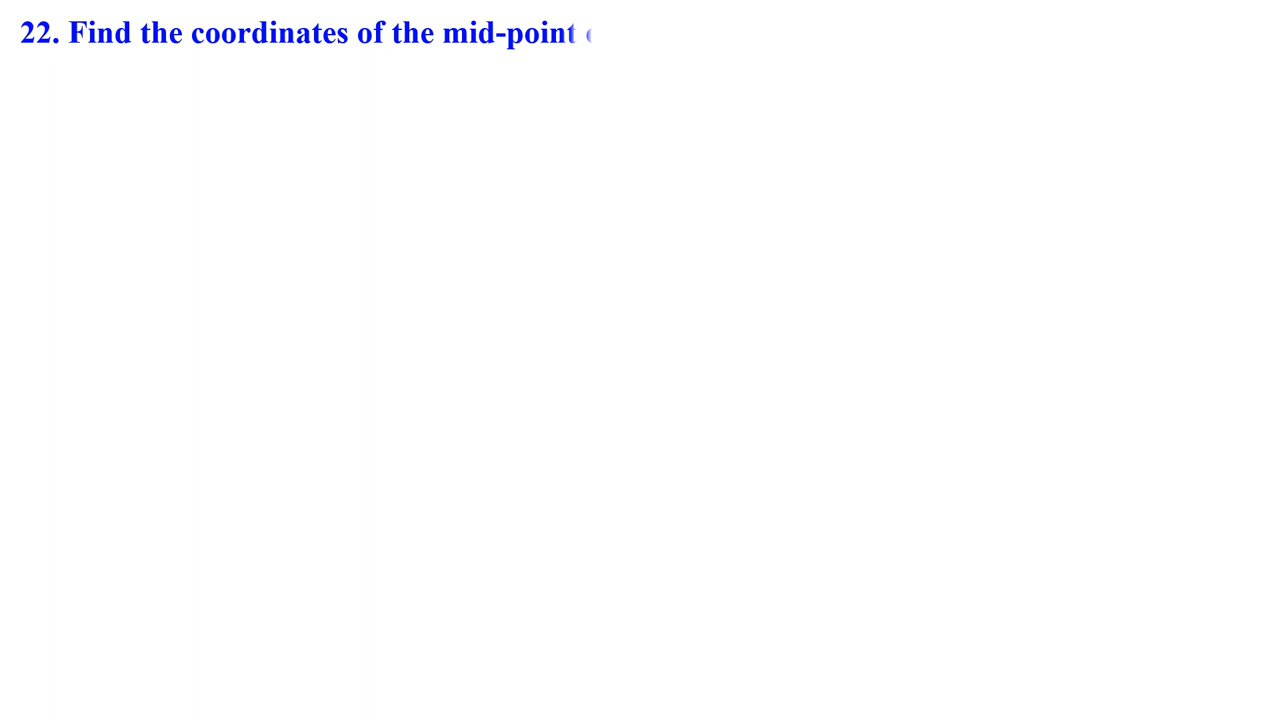 22. Find the coordinates of the mid-point